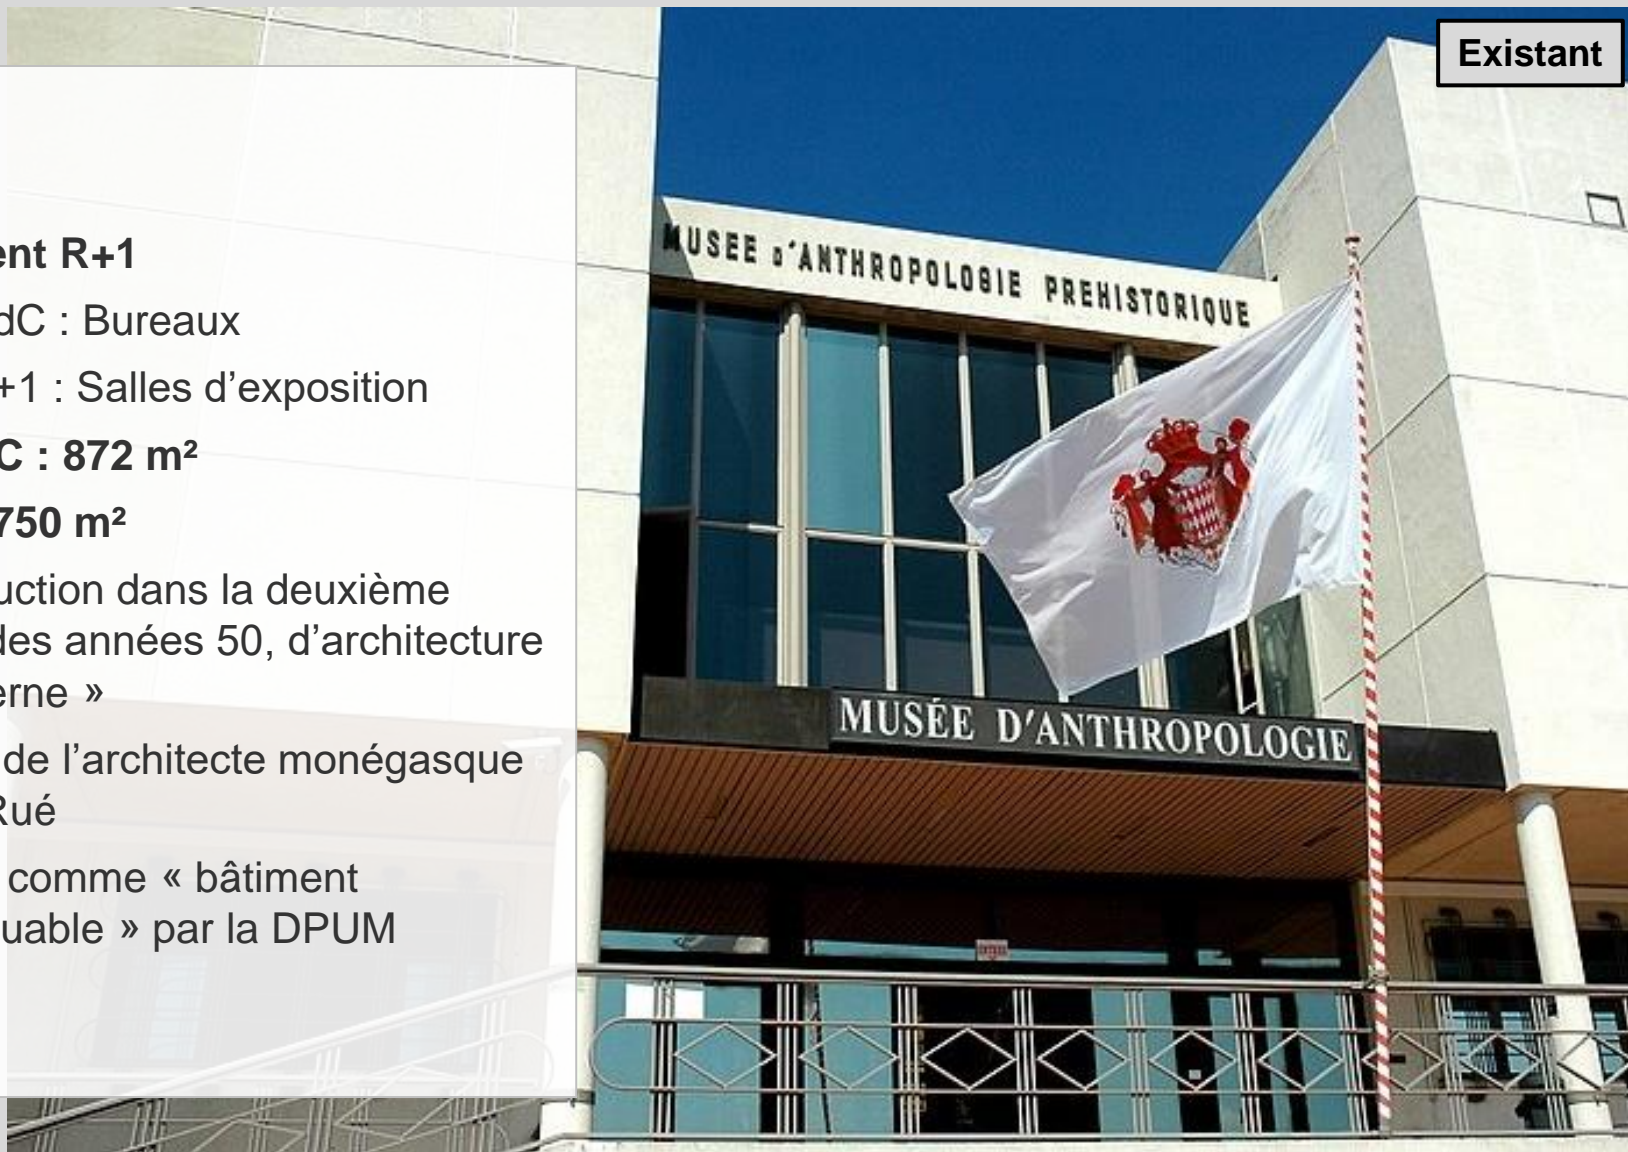 Existant
ent R+1
dC : Bureaux
+1 : Salles d’exposition
C : 872 m²
750 m²
uction dans la deuxième
des années 50, d’architecture
erne »
de l’architecte monégasque
Rué
comme « bâtiment
uable » par la DPUM
MUSEE D'ANTHROPOLOGIE PREHISTORIQUE
MUSÉE D'ANTHROPOLOGIE